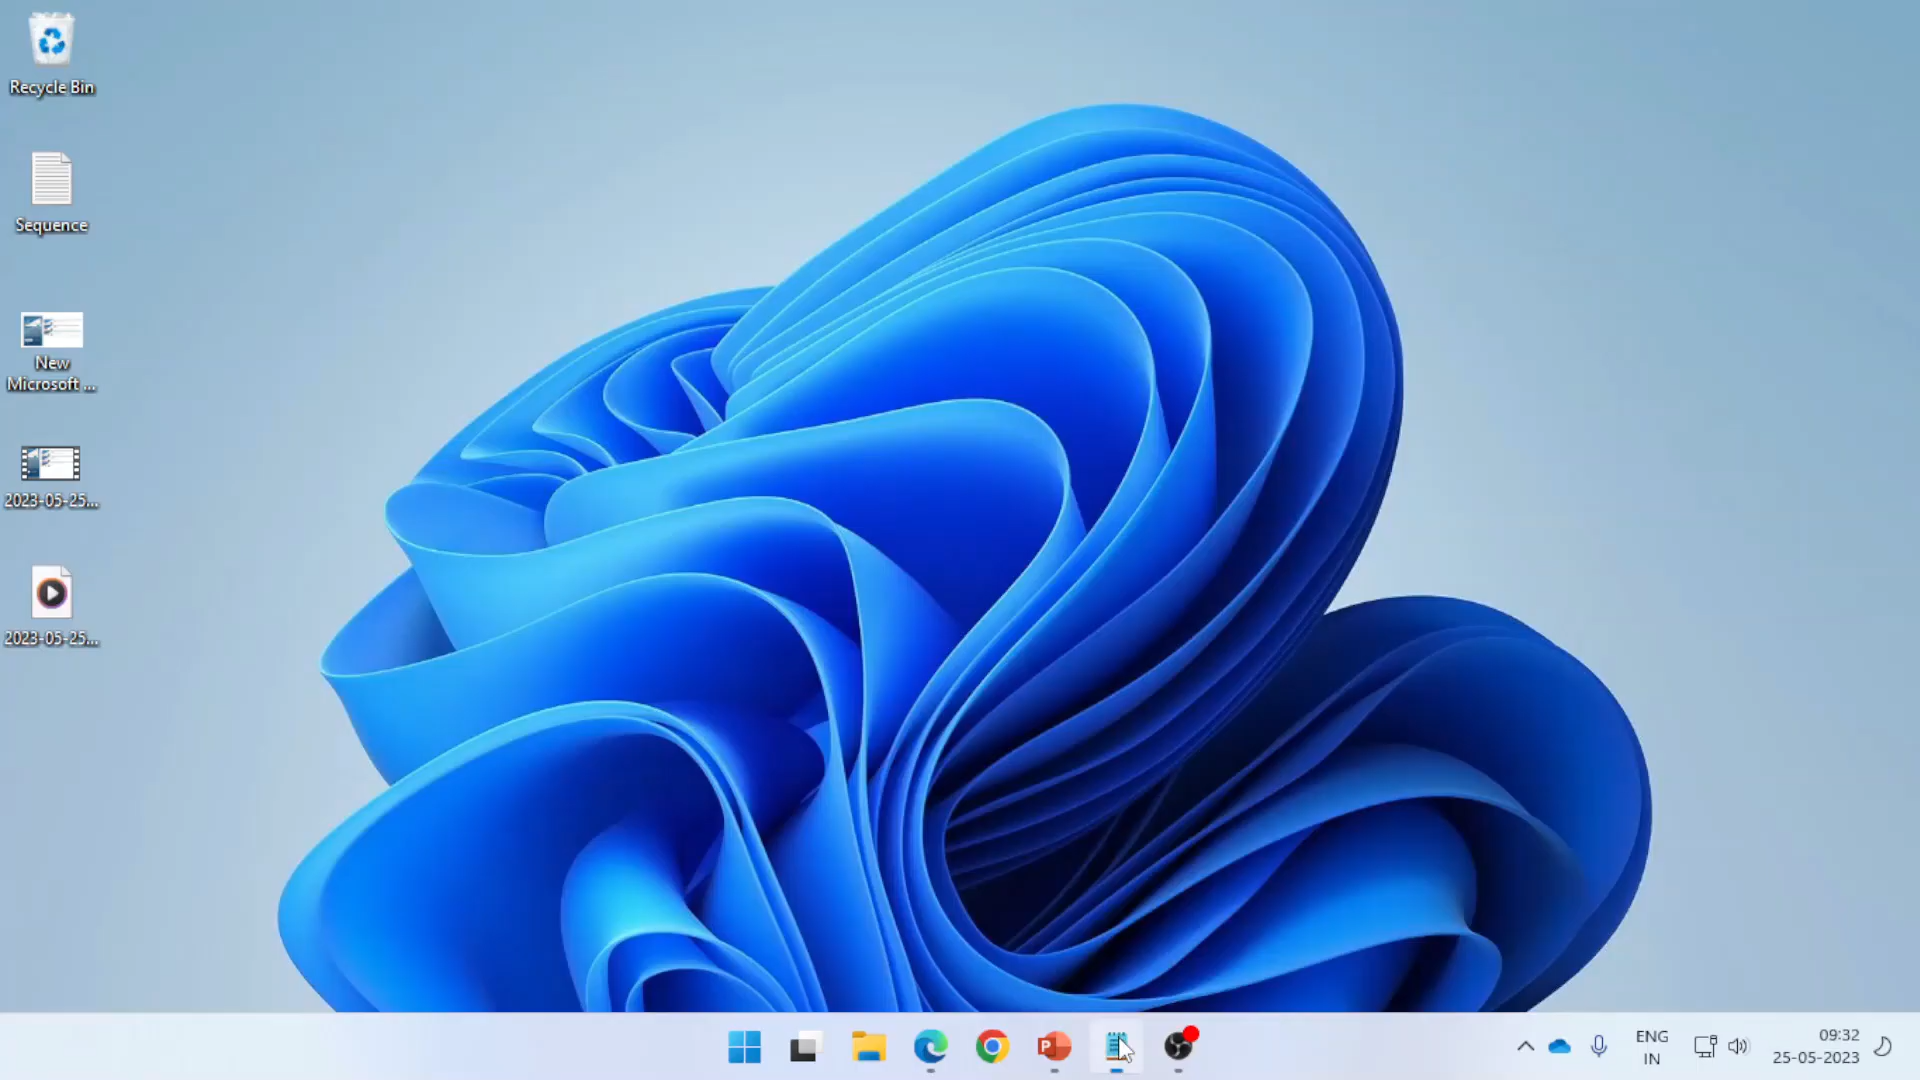 Recycle Bin
Sequence
New
Microsoft ...
2023-05-25...
2023-05-25...
P
ENG
IN
09:32
25-05-2023